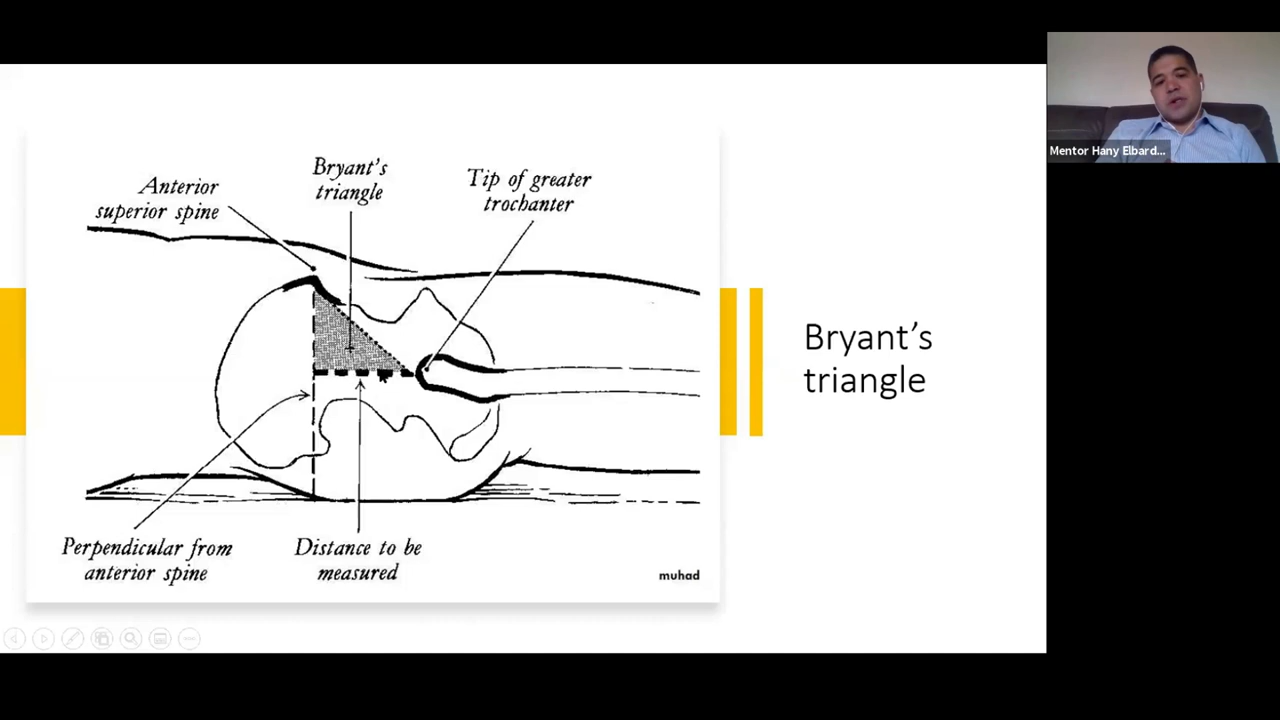 Anterior
superior spine
Bryant's
triangle
Tip of greater
trochanter
Perpendicular from
anterior spine
Distance to be
measured
muhad
Bryant's
triangle
Mentor Hany Elbard...